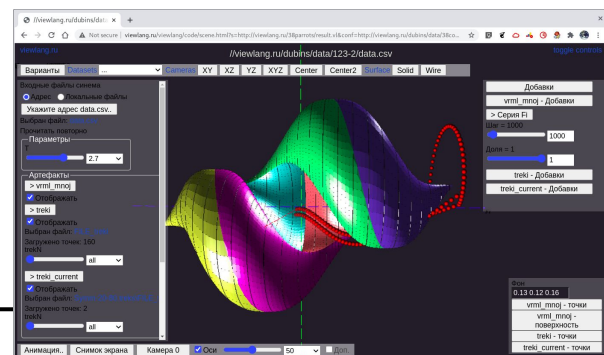 //viewlang.ru/dubins/data
Not secure | viewlang.ru/viewlang/code/scene.html?s=http://viewlang.ru/38parrots/result.vl&conf=http://viewlang.ru/dubins/data/38co...
viewlang.ru
//viewlang.ru/dubins/data/123-2/data.csv
toggle controls
Варианты Datasets ... Cameras XY XZ YZ XYZ Center Center2 Surface Solid Wire
Входные файлы синема
Адрес Локальные файлы
Укажите адрес data.csv..
Выбран файл:
Прочитать повторно
Параметры
T
2.7
Артефакты
> vrml_mnoj
Отображать
> treki
Отображать
Выбран файл:
Загружено точек: 160
trekN
all
> treki_current
Отображать
Выбран файл:
Загружено точек: 2
trekN
all
Анимация.. Снимок экрана Камера 0 Оси 50 Доп.
Добавки
vrml_mnoj - Добавки
> Серия Fi
Шаг = 1000
1000
Доля = 1
1
treki - Добавки
treki_current - Добавки
Фон
0.13 0.12 0.16
vrml_mnoj - точки
vrml_mnoj -
поверхность
treki - точки
treki_current - точки